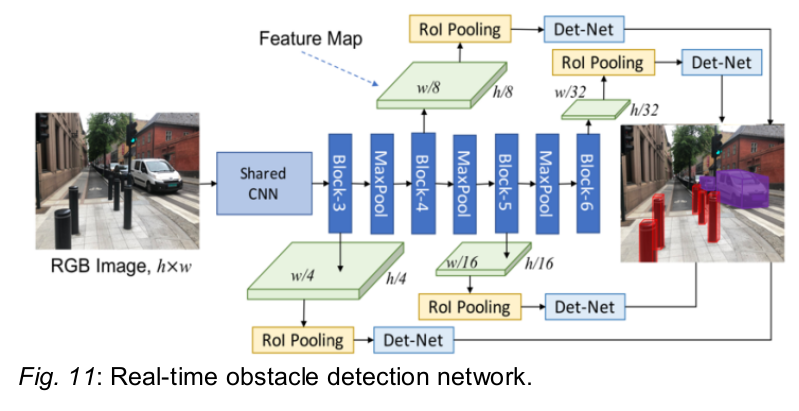 RoI Pooling
Det-Net
Feature Map
RoI Pooling
Det-Net
w/8
h/8
w/32
h/32
Shared
CNN
Block-3
MaxPool
Block-4
MaxPool
Block-5
MaxPool
Block-6
RGB Image, h×w
w/4
h/4
w/16
h/16
RoI Pooling
Det-Net
RoI Pooling
Det-Net
Fig. 11: Real-time obstacle detection network.